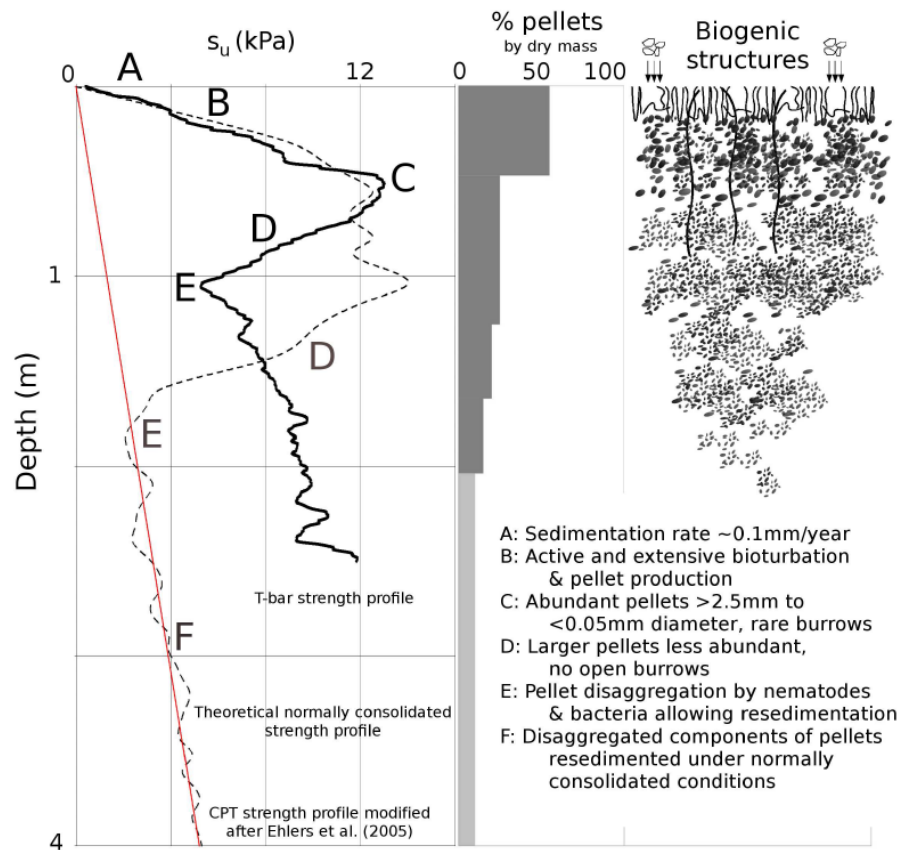 s_u (kPa)
0
12
% pellets
by dry mass
0
50
100
Biogenic
structures
A
B
C
D
E
D
E
F
1
4
Depth (m)
T-bar strength profile
Theoretical normally consolidated
strength profile
CPT strength profile modified
after Ehlers et al. (2005)
A: Sedimentation rate ~0.1mm/year
B: Active and extensive bioturbation
& pellet production
C: Abundant pellets >2.5mm to
<0.05mm diameter, rare burrows
D: Larger pellets less abundant,
no open burrows
E: Pellet disaggregation by nematodes
& bacteria allowing resedimentation
F: Disaggregated components of pellets
resedimented under normally
consolidated conditions